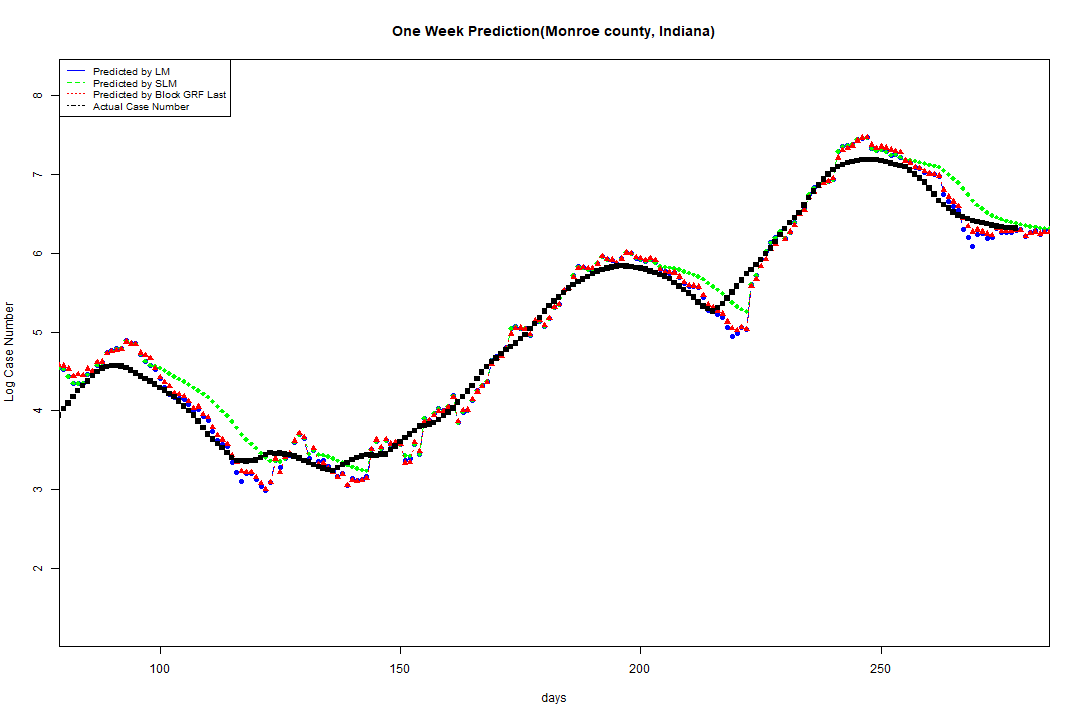 One Week Prediction(Monroe county, Indiana)
Predicted by LM
Predicted by SLM
Predicted by Block GRF Last
Actual Case Number
8
7
6
5
4
3
2
Log Case Number
100 150 200 250
days